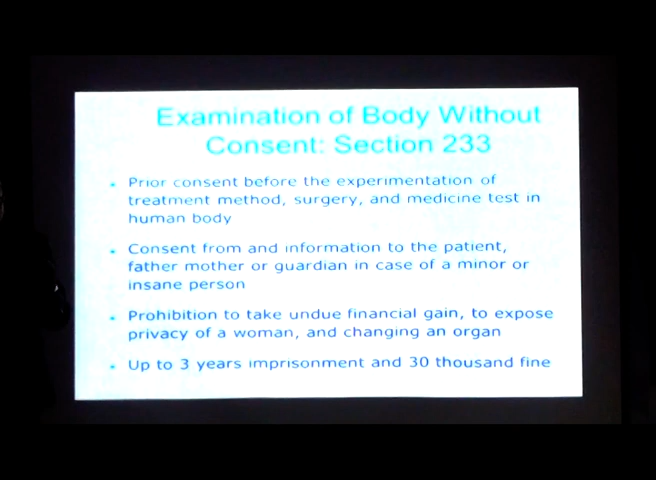 Examination of Body Without
Consent: Section 233
Prior consent before the experimentation of
treatment method, surgery, and medicine test in
human body
Consent from and information to the patient,
father mother or guardian in case of a minor or
insane person
Prohibition to take undue financial gain, to expose
privacy of a woman, and changing an organ
Up to 3 years imprisonment and 30 thousand fine